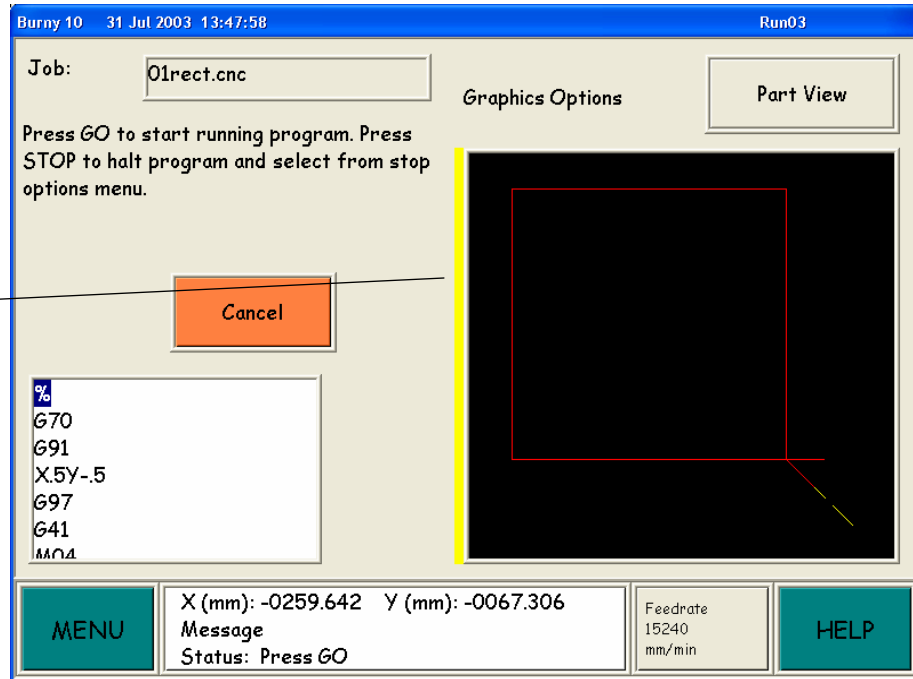 Burny 10 31 Jul 2003 13:47:58 Run03
Job: 01rect.cnc
Graphics Options
Part View
Press GO to start running program. Press
STOP to halt program and select from stop
options menu.
Cancel
%
G70
G91
X.5Y-.5
G97
G41
M04
MENU
X (mm): -0259.642 Y (mm): -0067.306
Message
Status: Press GO
Feedrate
15240
mm/min
HELP